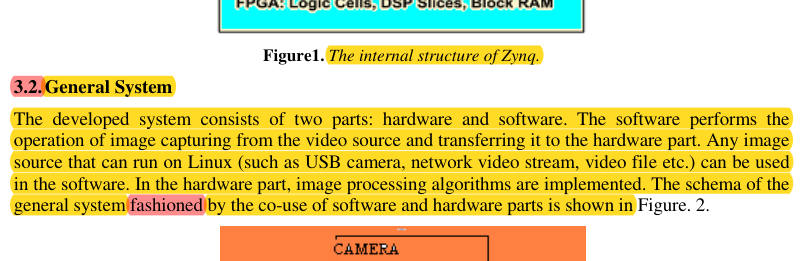 FPGA: Logic Cells, DSP Slices, Block RAM
Figure1. The internal structure of Zynq.
3.2. General System
The developed system consists of two parts: hardware and software. The software performs the
operation of image capturing from the video source and transferring it to the hardware part. Any image
source that can run on Linux (such as USB camera, network video stream, video file etc.) can be used
in the software. In the hardware part, image processing algorithms are implemented. The schema of the
general system fashioned by the co-use of software and hardware parts is shown in Figure. 2.
CAMERA